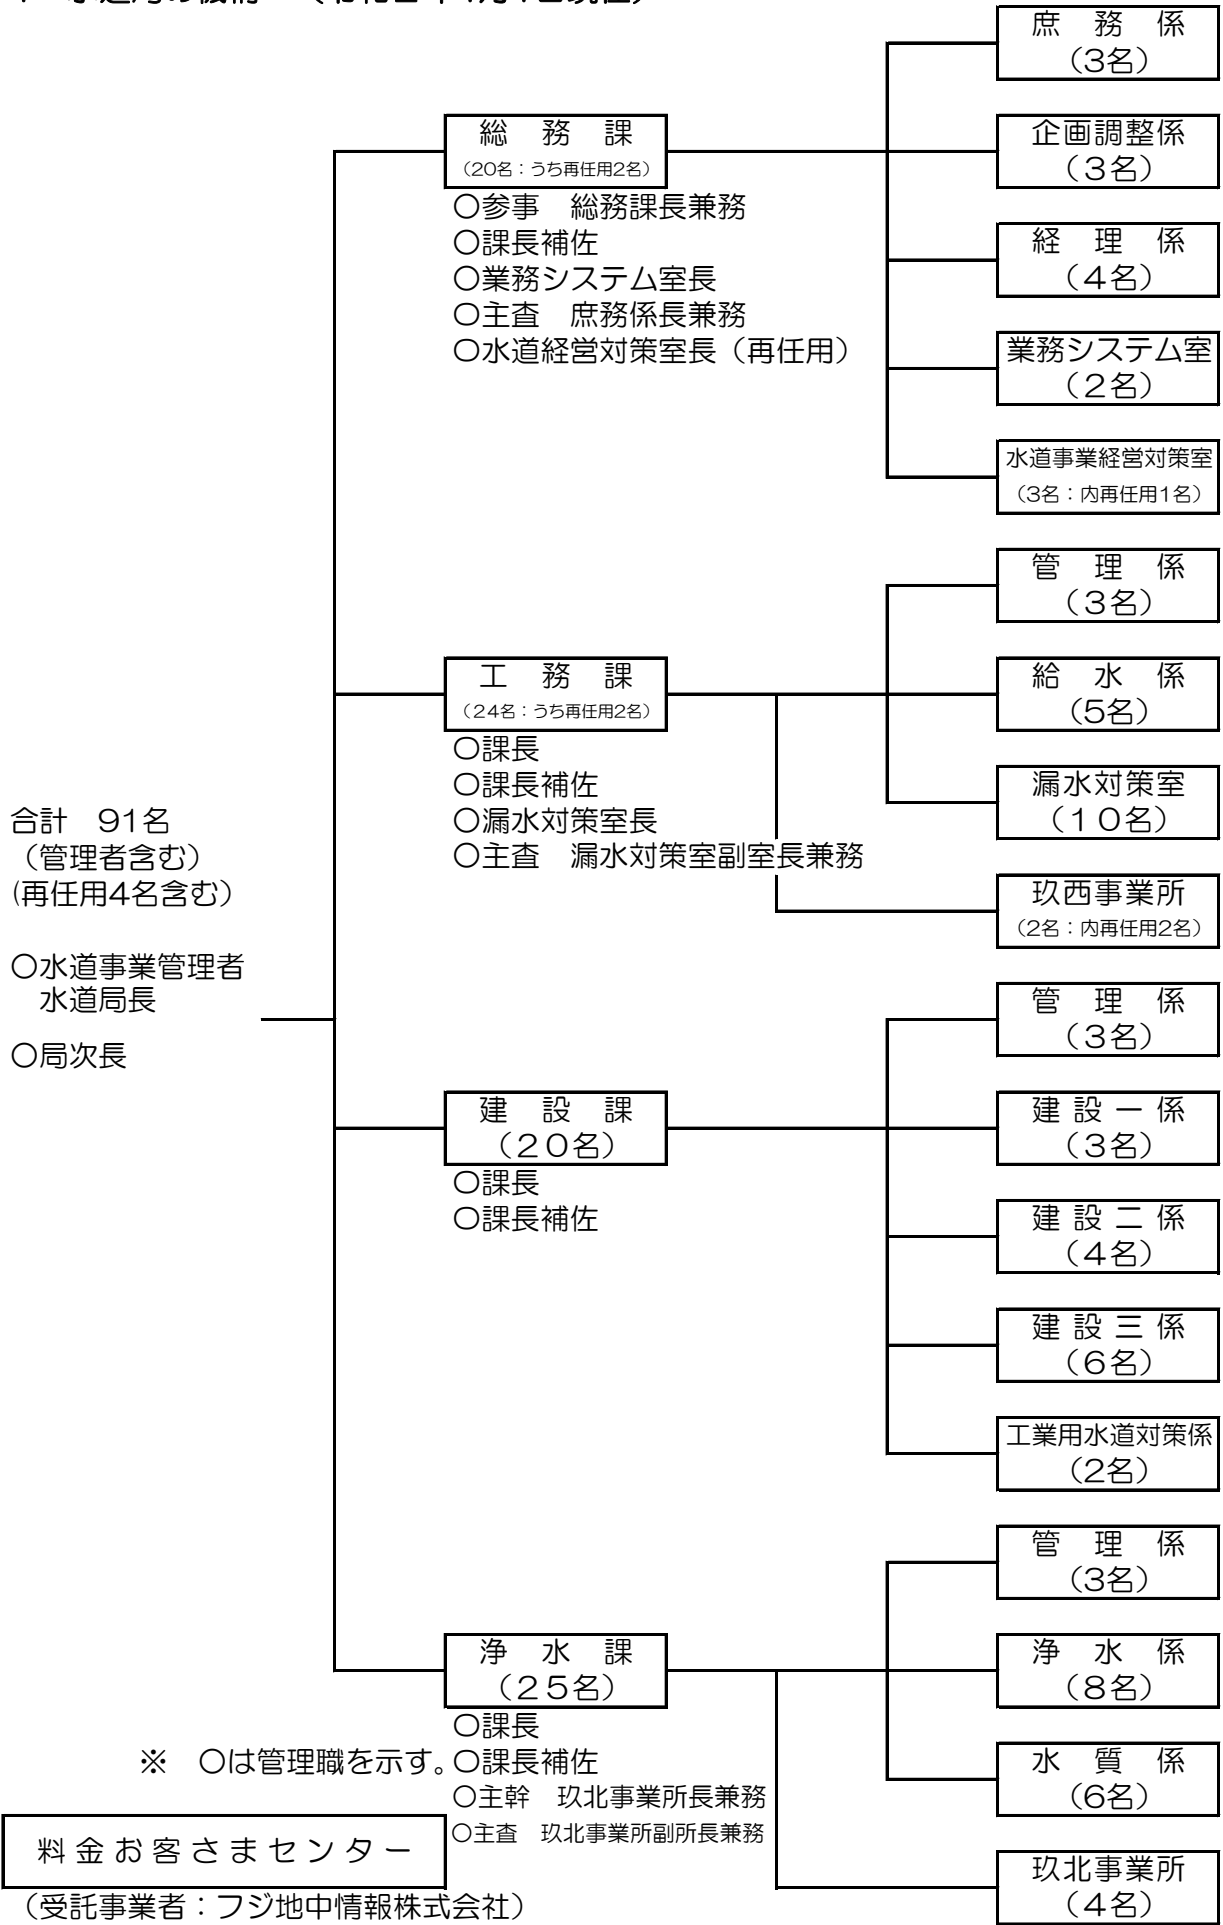 庶務係
（3名）
総務課
（20名：うち再任用2名）
○参事　総務課長兼務
○課長補佐
○業務システム室長
○主査　庶務係長兼務
○水道経営対策室長（再任用）
企画調整係
（３名）
経理係
（４名）
業務システム室
（２名）
水道事業経営対策室
（3名：内再任用1名）
管理係
（３名）
工務課
（24名：うち再任用2名）
○課長
○課長補佐
○漏水対策室長
○主査　漏水対策室副室長兼務
給水係
（5名）
漏水対策室
（１０名）
玖西事業所
（2名：内再任用2名）
合計　91名
（管理者含む）
(再任用4名含む）
○水道事業管理者
水道局長
○局次長
管理係
（３名）
建設課
（２０名）
○課長
○課長補佐
建設一係
（３名）
建設二係
（４名）
建設三係
（６名）
工業用水道対策係
（2名）
管理係
（3名）
浄水課
（２５名）
○課長
○課長補佐
○主幹　玖北事業所長兼務
○主査　玖北事業所副所長兼務
浄水係
（８名）
水質係
（6名）
玖北事業所
（４名）
※　○は管理職を示す。
料金お客さまセンター
（受託事業者：フジ地中情報株式会社）